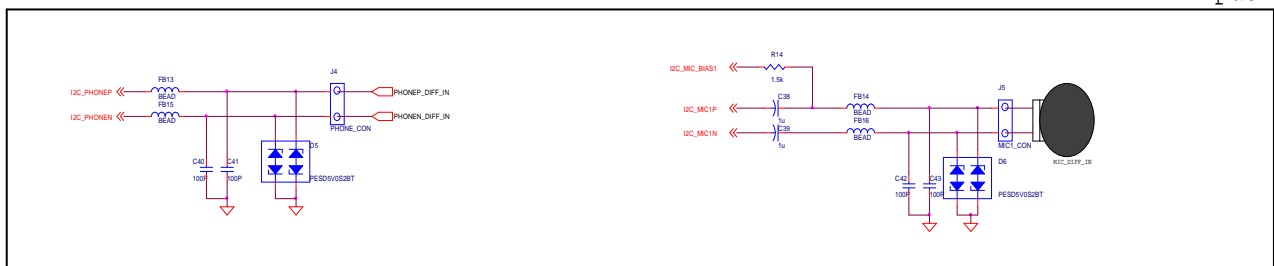 R14
I2C_MIC_BIAS1
1.5k
FB13
J4
I2C_PHONEP
BEAD
PHONEP_DIFF_IN
FB15
I2C_PHONEN
BEAD
PHONEN_DIFF_IN
PHONE_CON
D5
C40
C41
100P
100P
PESD5V0S2BT
C38
FB14
J5
I2C_MIC1P
1u
BEAD
C39
FB16
I2C_MIC1N
1u
BEAD
MIC1_CON
MIC_DIFF_IN
D6
C42
C43
100P
100P
PESD5V0S2BT